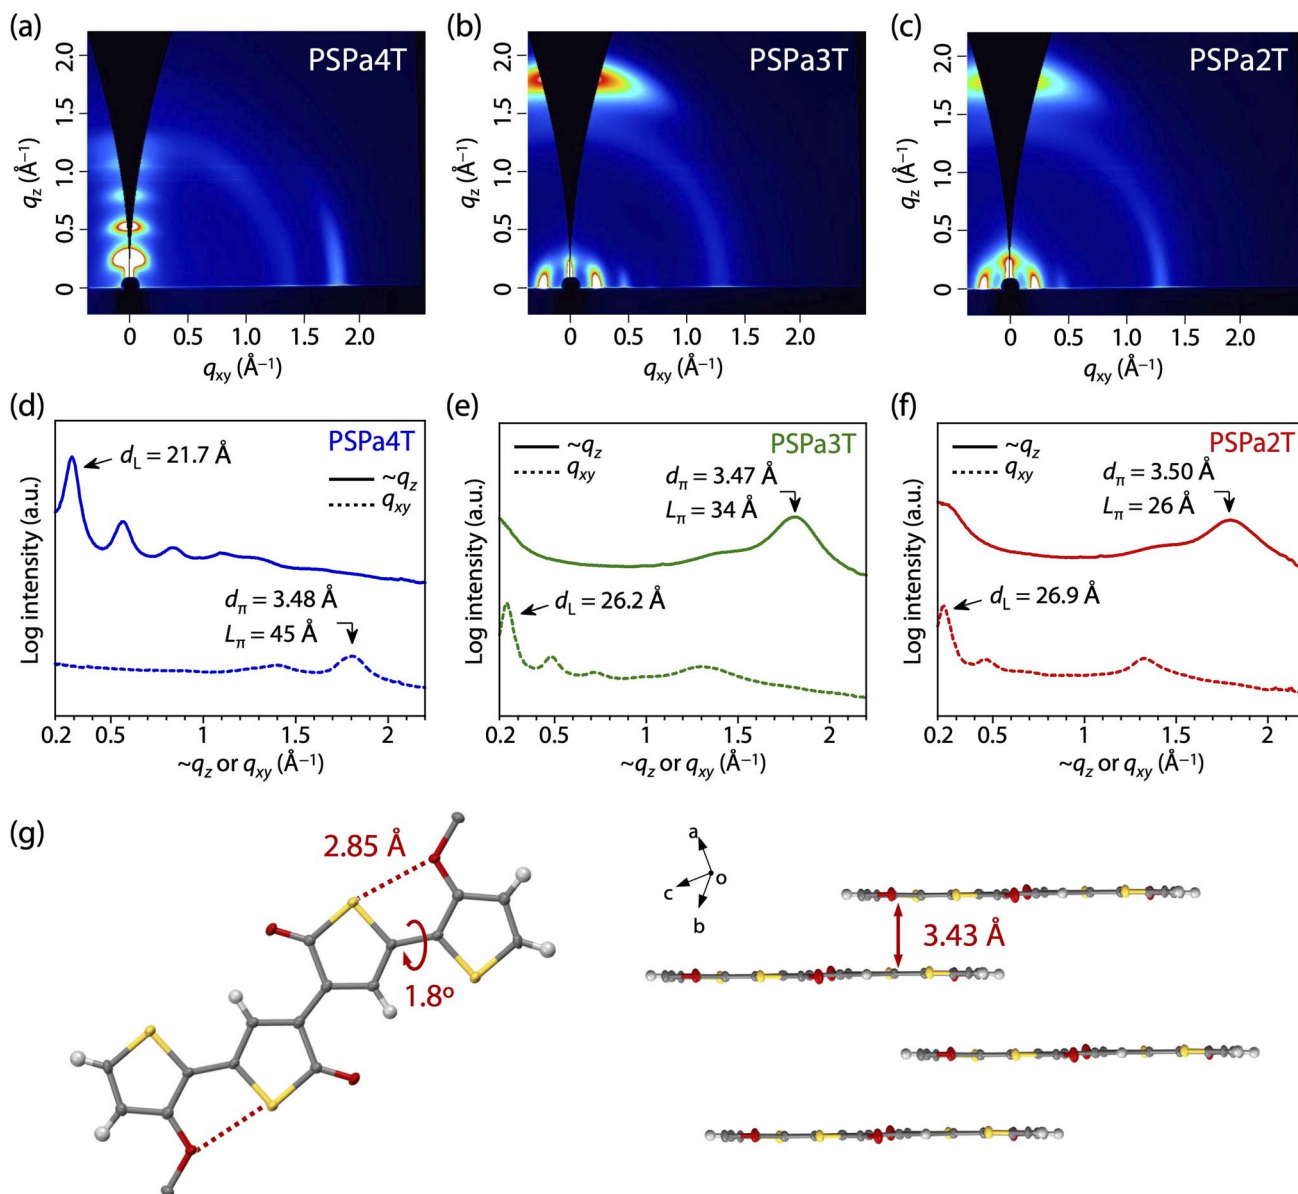 (a)
PSPa4T
2.0
1.5
1.0
0.5
0
q_z (Å⁻¹)
0 0.5 1.0 1.5 2.0
q_xy (Å⁻¹)
(b)
PSPa3T
2.0
1.5
1.0
0.5
0
q_z (Å⁻¹)
0 0.5 1.0 1.5 2.0
q_xy (Å⁻¹)
(c)
PSPa2T
2.0
1.5
1.0
0.5
0
q_z (Å⁻¹)
0 0.5 1.0 1.5 2.0
q_xy (Å⁻¹)
(d)
PSPa4T
d_L = 21.7 Å
~q_z
q_xy
d_π = 3.48 Å
L_π = 45 Å
Log intensity (a.u.)
0.2 0.5 1 1.5 2
~q_z or q_xy (Å⁻¹)
(e)
~q_z
q_xy
PSPa3T
d_π = 3.47 Å
L_π = 34 Å
d_L = 26.2 Å
Log intensity (a.u.)
0.2 0.5 1 1.5 2
~q_z or q_xy (Å⁻¹)
(f)
~q_z
q_xy
PSPa2T
d_π = 3.50 Å
L_π = 26 Å
d_L = 26.9 Å
Log intensity (a.u.)
0.2 0.5 1 1.5 2
~q_z or q_xy (Å⁻¹)
(g)
2.85 Å
1.8º
a
o
c
b
3.43 Å